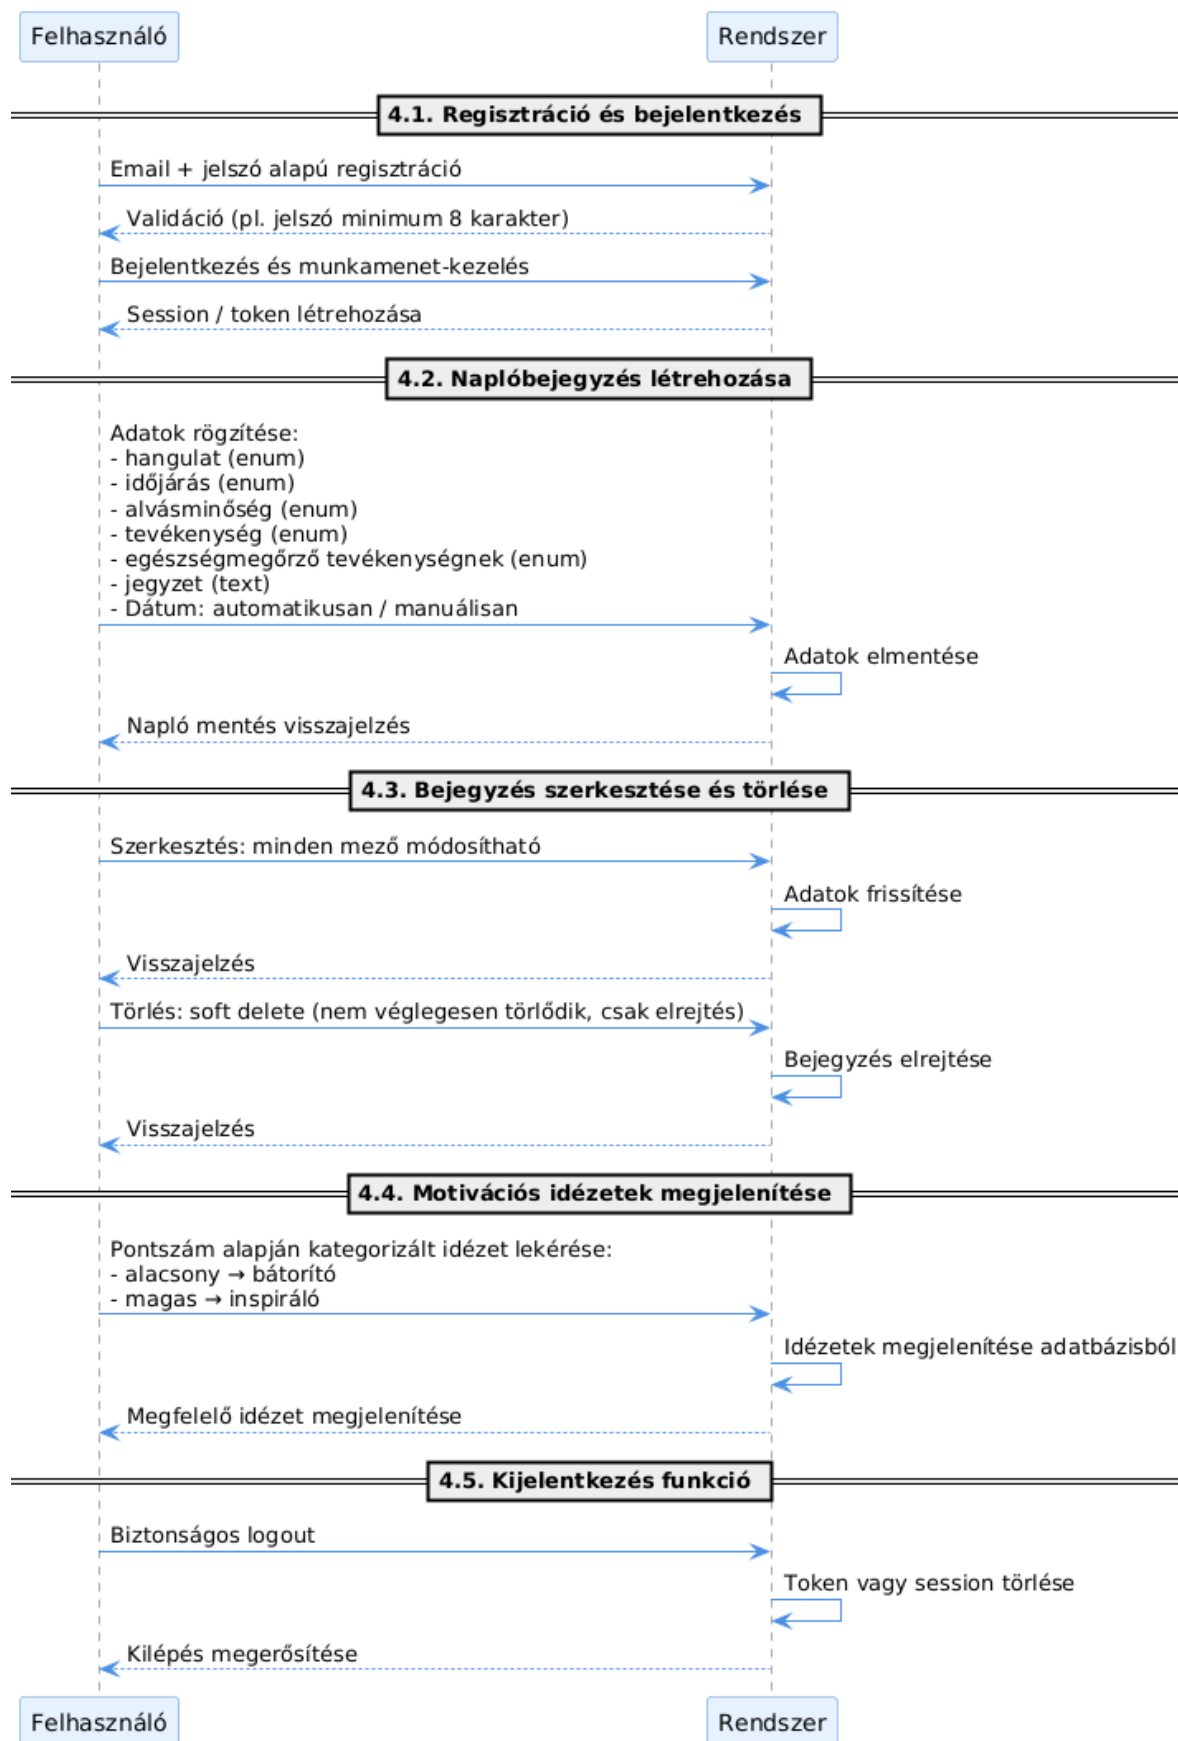 Felhasználó
Rendszer
4.1. Regisztráció és bejelentkezés
Email + jelszó alapú regisztráció
Validáció (pl. jelszó minimum 8 karakter)
Bejelentkezés és munkamenet-kezelés
Session / token létrehozása
4.2. Naplóbejegyzés létrehozása
Adatok rögzítése:
- hangulat (enum)
- időjárás (enum)
- alvásminőség (enum)
- tevékenység (enum)
- egészségmegőrző tevékenységnek (enum)
- jegyzet (text)
- Dátum: automatikusan / manuálisan
Adatok elmentése
Napló mentés visszajelzés
4.3. Bejegyzés szerkesztése és törlése
Szerkesztés: minden mező módosítható
Adatok frissítése
Visszajelzés
Törlés: soft delete (nem véglegesen törlődik, csak elrejtés)
Bejegyzés elrejtése
Visszajelzés
4.4. Motivációs idézetek megjelenítése
Pontszám alapján kategorizált idézet lekérése:
- alacsony → bátorító
- magas → inspiráló
Idézetek megjelenítése adatbázisból
Megfelelő idézet megjelenítése
4.5. Kijelentkezés funkció
Biztonságos logout
Token vagy session törlése
Kilépés megerősítése
Felhasználó
Rendszer